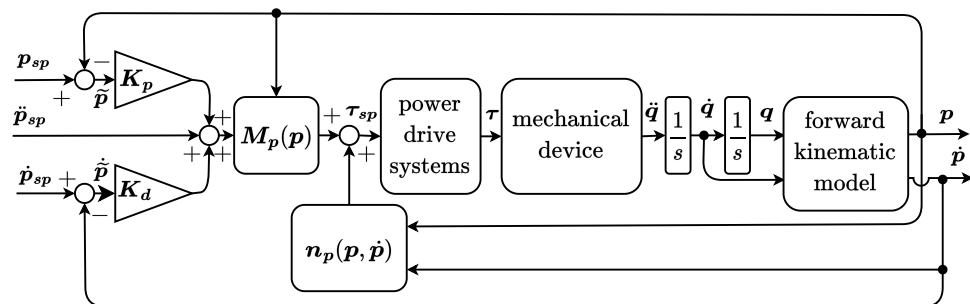 p_sp + − p̃ K_p
p̈_sp + + + M_p(p) + + τ_sp
ṗ_sp + − p̃̇ K_d
power
drive
systems
τ
mechanical
device
q̈ 1/s q̇ 1/s q
forward
kinematic
model
p
ṗ
n_p(p, ṗ)